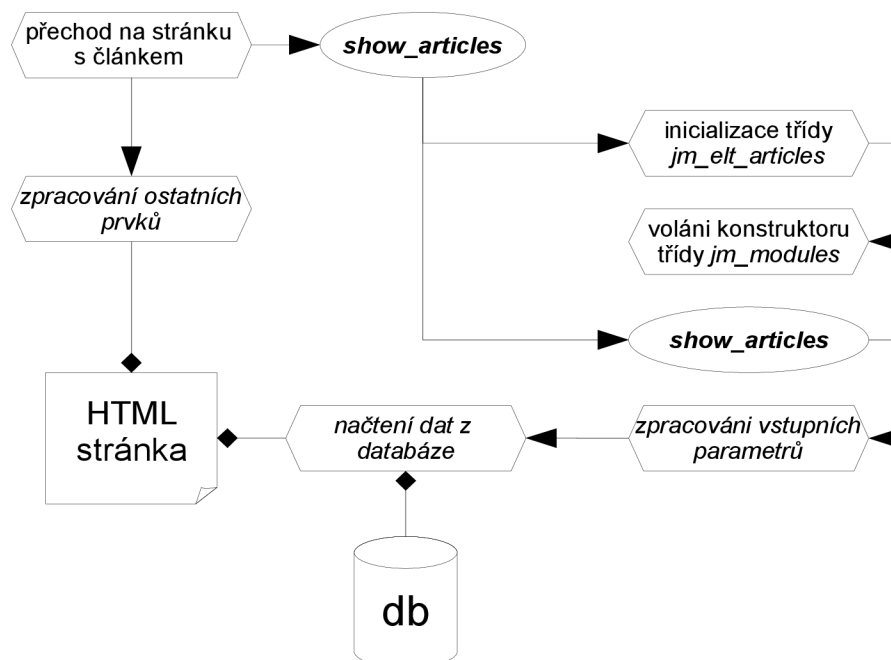 přechod na stránku
s článkem
show_articles
inicializace třídy
jm_elt_articles
zpracování ostatních
prvků
voláni konstruktoru
třídy jm_modules
show_articles
HTML
stránka
načtení dat z
databáze
zpracováni vstupních
parametrů
db